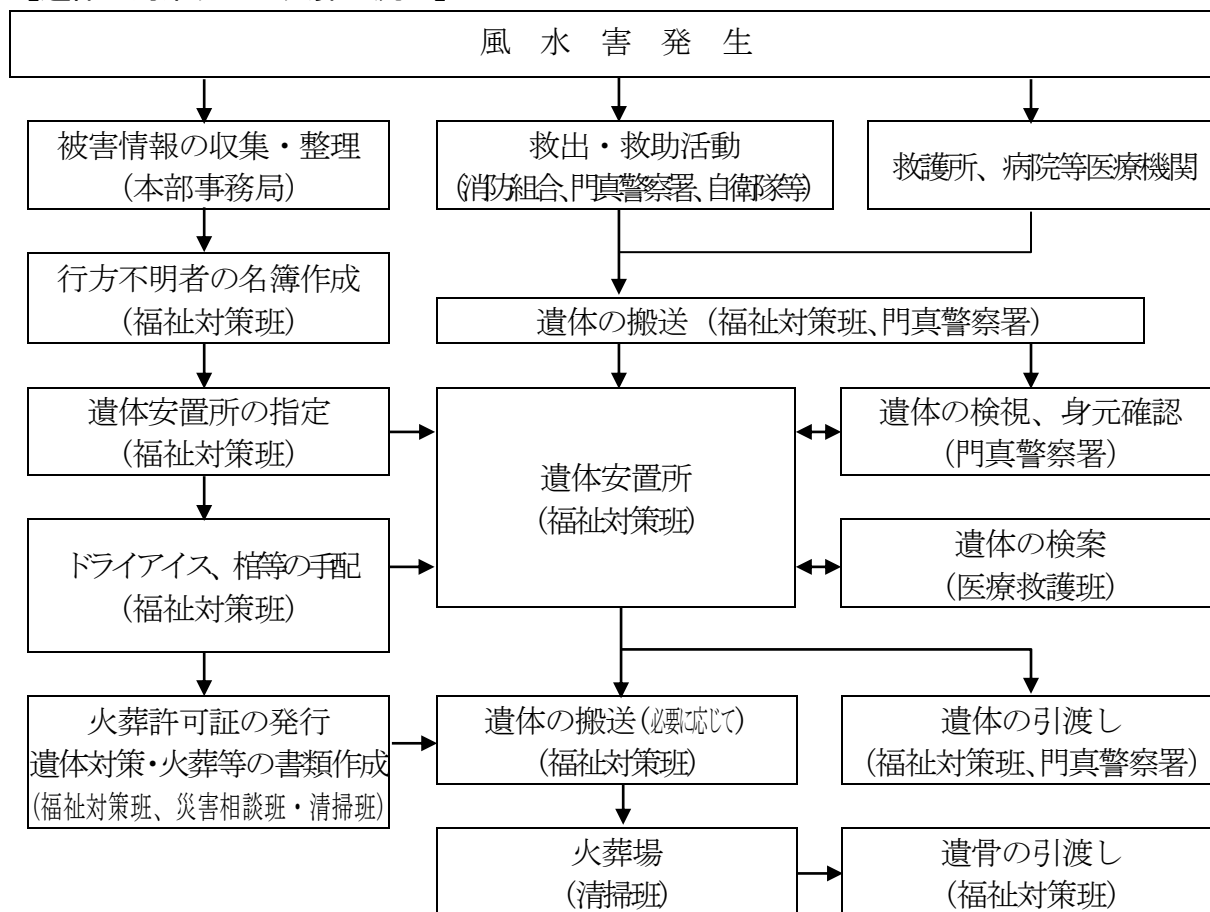 風 水 害 発 生
被害情報の収集・整理
(本部事務局)
救出・救助活動
(消防組合、門真警察署、自衛隊等)
救護所、病院等医療機関
行方不明者の名簿作成
(福祉対策班)
遺体の搬送 (福祉対策班、門真警察署)
遺体安置所の指定
(福祉対策班)
遺体安置所
(福祉対策班)
遺体の検視、身元確認
(門真警察署)
ドライアイス、棺等の手配
(福祉対策班)
遺体の検案
(医療救護班)
火葬許可証の発行
遺体対策・火葬等の書類作成
(福祉対策班、災害相談班・清掃班)
遺体の搬送(必要に応じて)
(福祉対策班)
遺体の引渡し
(福祉対策班、門真警察署)
火葬場
(清掃班)
遺骨の引渡し
(福祉対策班)